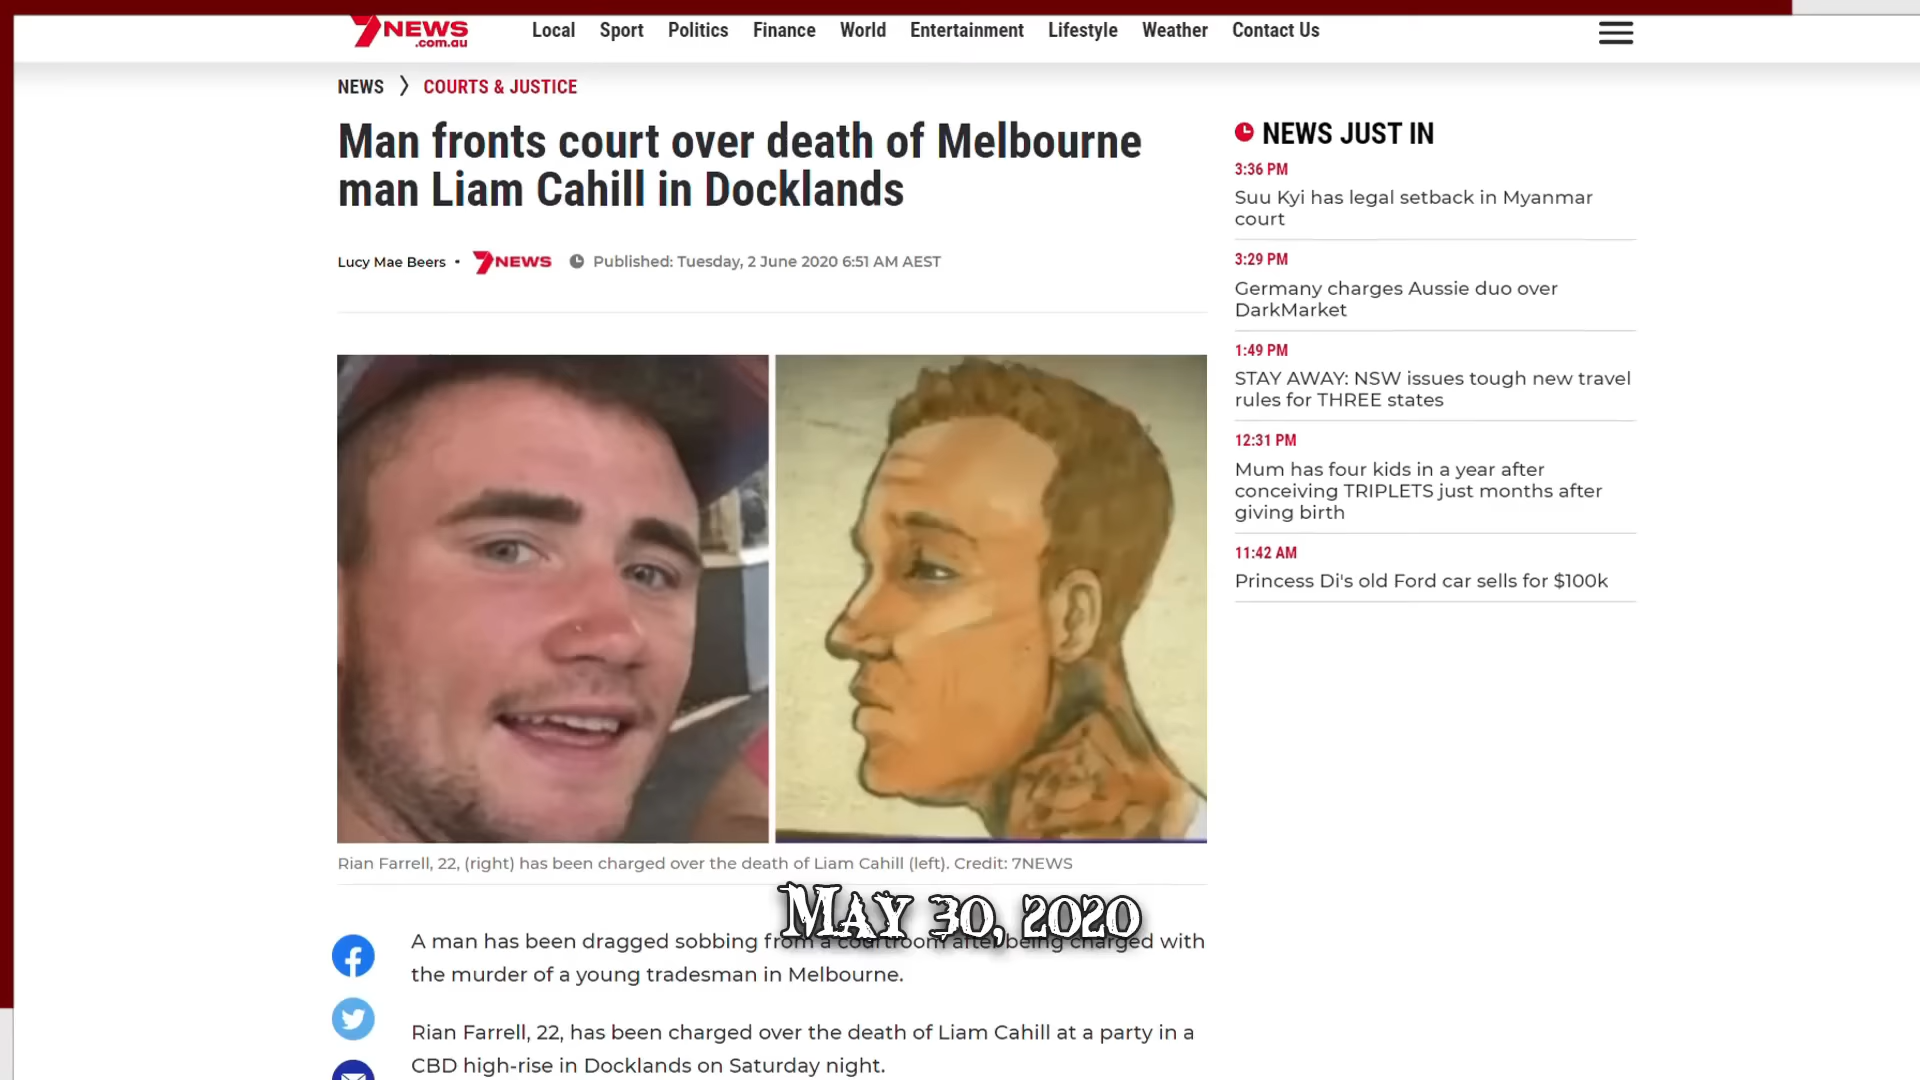 7NEWS
.com.au
Local Sport Politics Finance World Entertainment Lifestyle Weather Contact Us
NEWS > COURTS & JUSTICE
Man fronts court over death of Melbourne
man Liam Cahill in Docklands
Lucy Mae Beers • 7NEWS Published: Tuesday, 2 June 2020 6:51 AM AEST
Rian Farrell, 22, (right) has been charged over the death of Liam Cahill (left). Credit: 7NEWS
May 30, 2020
A man has been dragged sobbing from a courtroom after being charged with
the murder of a young tradesman in Melbourne.
Rian Farrell, 22, has been charged over the death of Liam Cahill at a party in a
CBD high-rise in Docklands on Saturday night.
NEWS JUST IN
3:36 PM
Suu Kyi has legal setback in Myanmar
court
3:29 PM
Germany charges Aussie duo over
DarkMarket
1:49 PM
STAY AWAY: NSW issues tough new travel
rules for THREE states
12:31 PM
Mum has four kids in a year after
conceiving TRIPLETS just months after
giving birth
11:42 AM
Princess Di's old Ford car sells for $100k